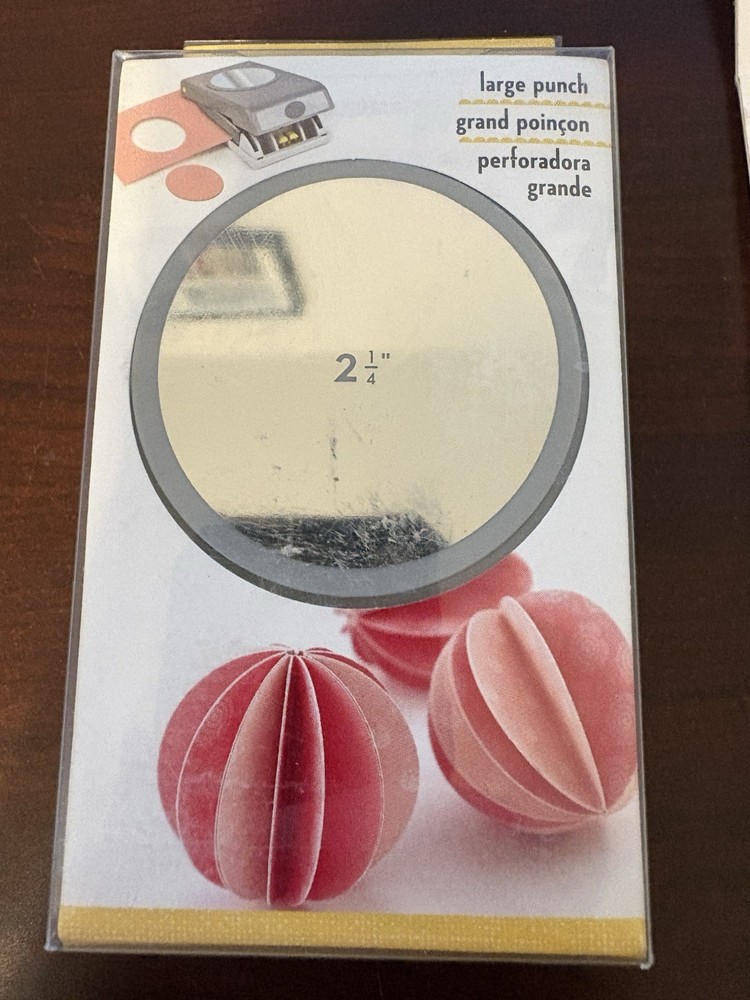 large punch
grand poinçon
perforadora
grande
2 1/4"